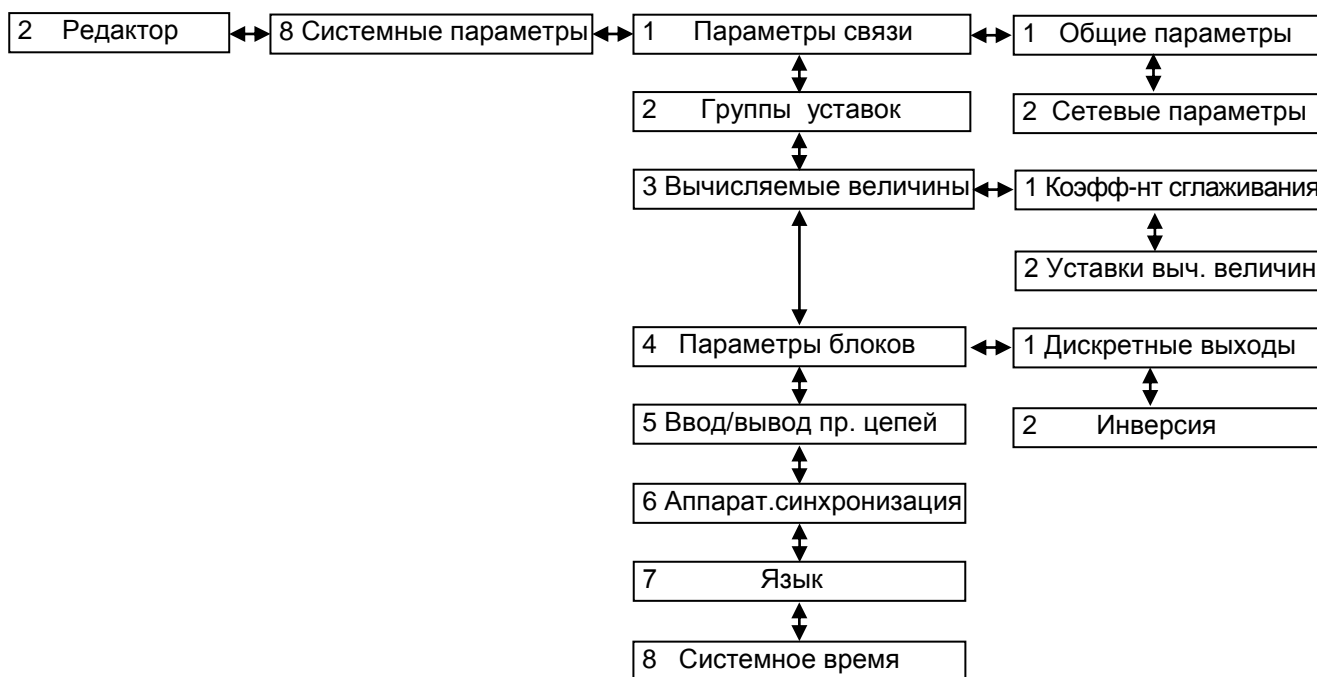 2 Редактор
8 Системные параметры
1 Параметры связи
1 Общие параметры
2 Группы уставок
2 Сетевые параметры
3 Вычисляемые величины
1 Коэфф-нт сглаживания
2 Уставки выч. величин
4 Параметры блоков
1 Дискретные выходы
5 Ввод/вывод пр. цепей
2 Инверсия
6 Аппарат.синхронизация
7 Язык
8 Системное время